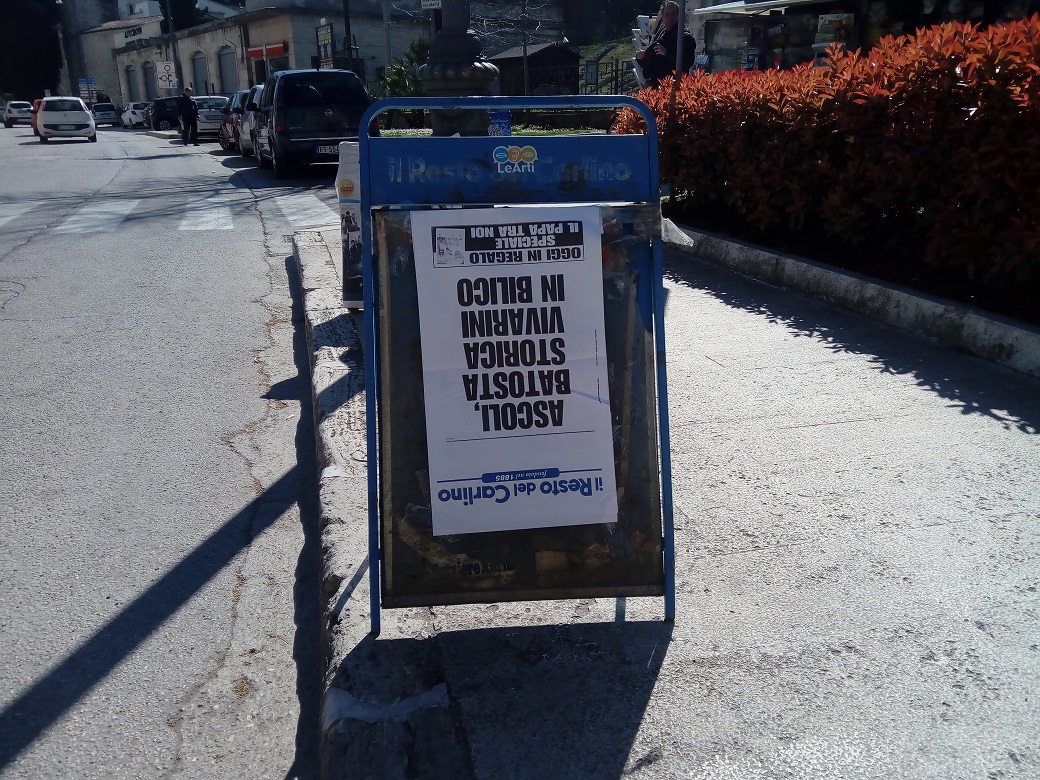 il Resto del Carlino
LeArti
il Resto del Carlino
fondato nel 1885
ASCOLI,
BATOSTA
STORICA
VIVARINI
IN BILICO
OGGI IN REGALO
SPECIALE
IL PAPA TRA NOI